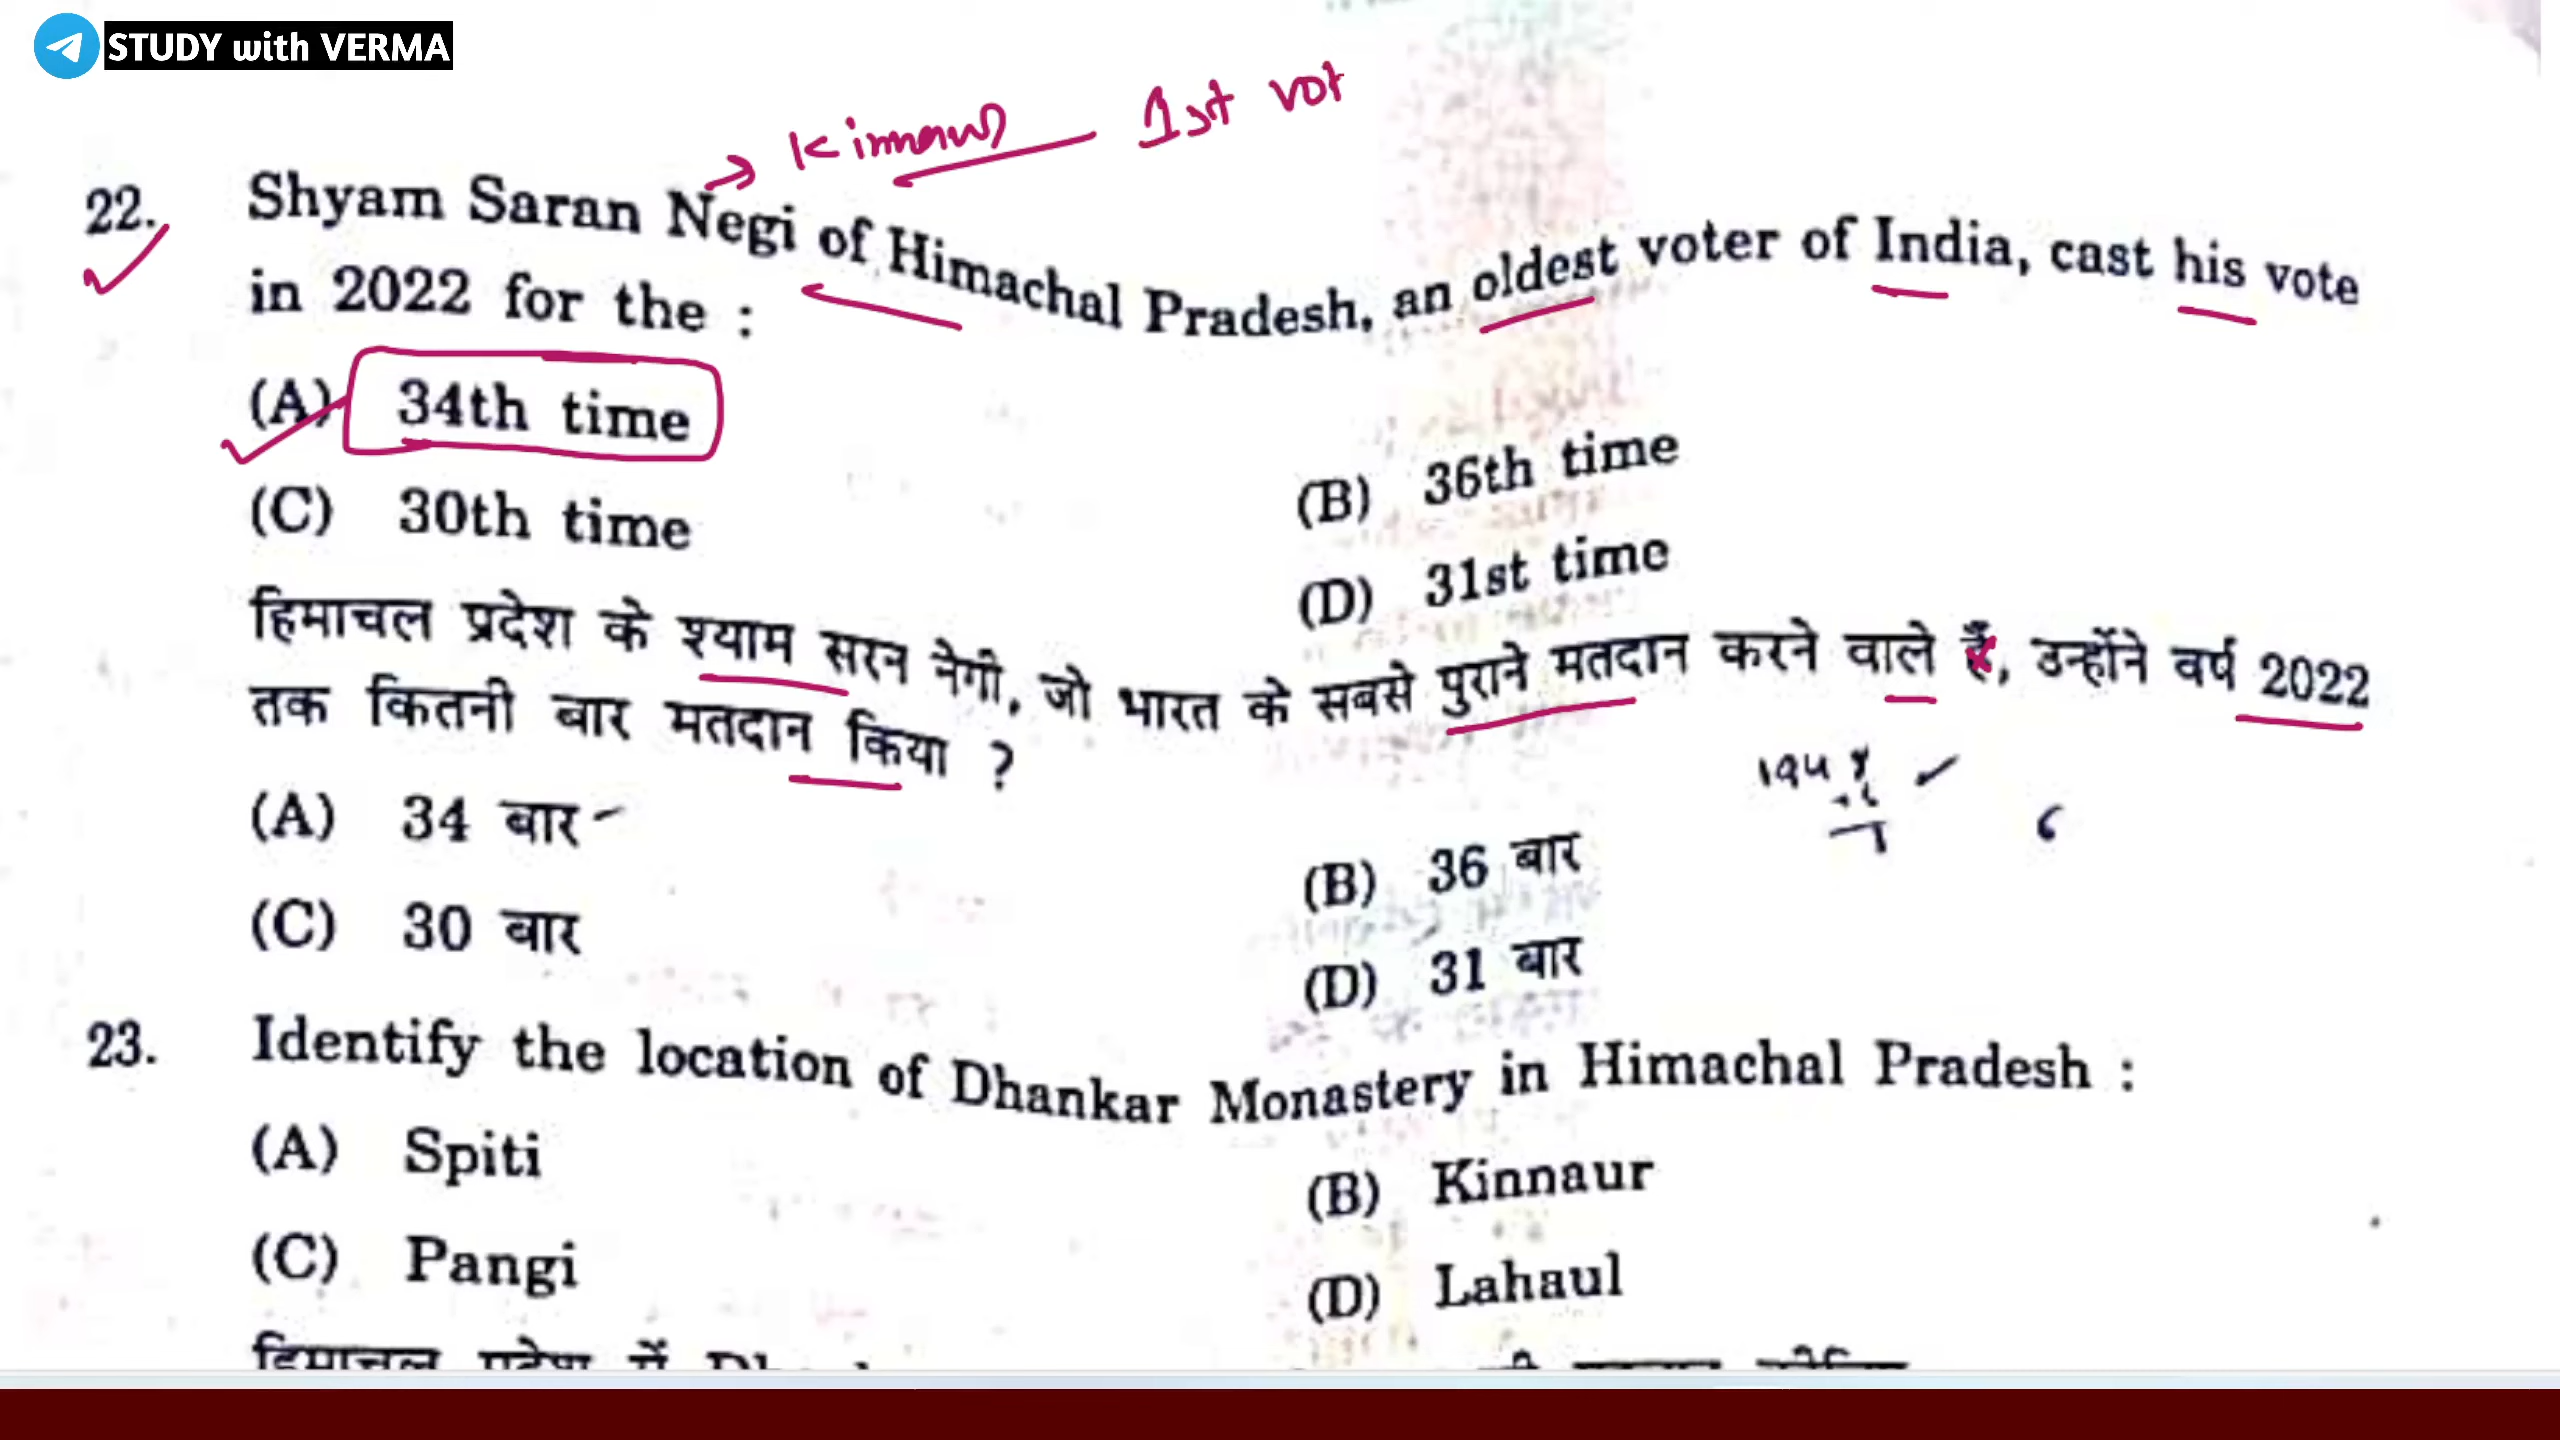 STUDY with VERMA
Kinnaur 1st vot
22. Shyam Saran Negi of Himachal Pradesh, an oldest voter of India, cast his vote
in 2022 for the :
(A) 34th time
(B) 36th time
(C) 30th time
(D) 31st time
हिमाचल प्रदेश के श्याम सरन नेगी, जो भारत के सबसे पुराने मतदान करने वाले हैं, उन्होंने वर्ष 2022
तक कितनी बार मतदान किया ?
(A) 34 बार
(B) 36 बार
(C) 30 बार
(D) 31 बार
23. Identify the location of Dhankar Monastery in Himachal Pradesh :
(A) Spiti
(B) Kinnaur
(C) Pangi
(D) Lahaul
हिमाचल प्रदेश में